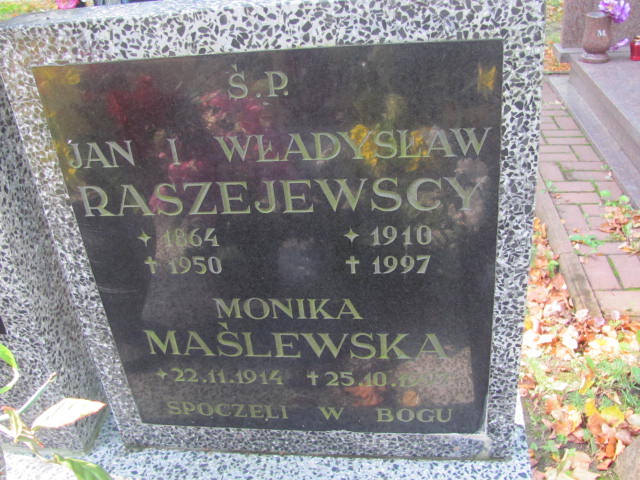 Ś.P.
JAN I WŁADYSŁAW
RASZEJEWSCY
1864 1910
1950 1997
MONIKA
MAŚLEWSKA
22.11.1914 25.10.
SPOCZĘLI W BOGU